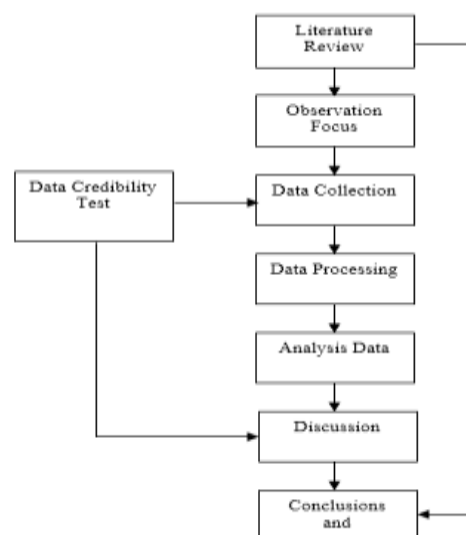 Literature
Review
Observation
Focus
Data Credibility
Test
Data Collection
Data Processing
Analysis Data
Discussion
Conclusions
and